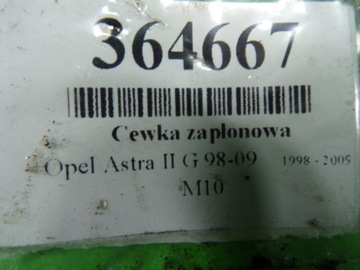 364667
Cewka zapłonowa
Opel Astra II G 98-09 1998 - 2009
M10